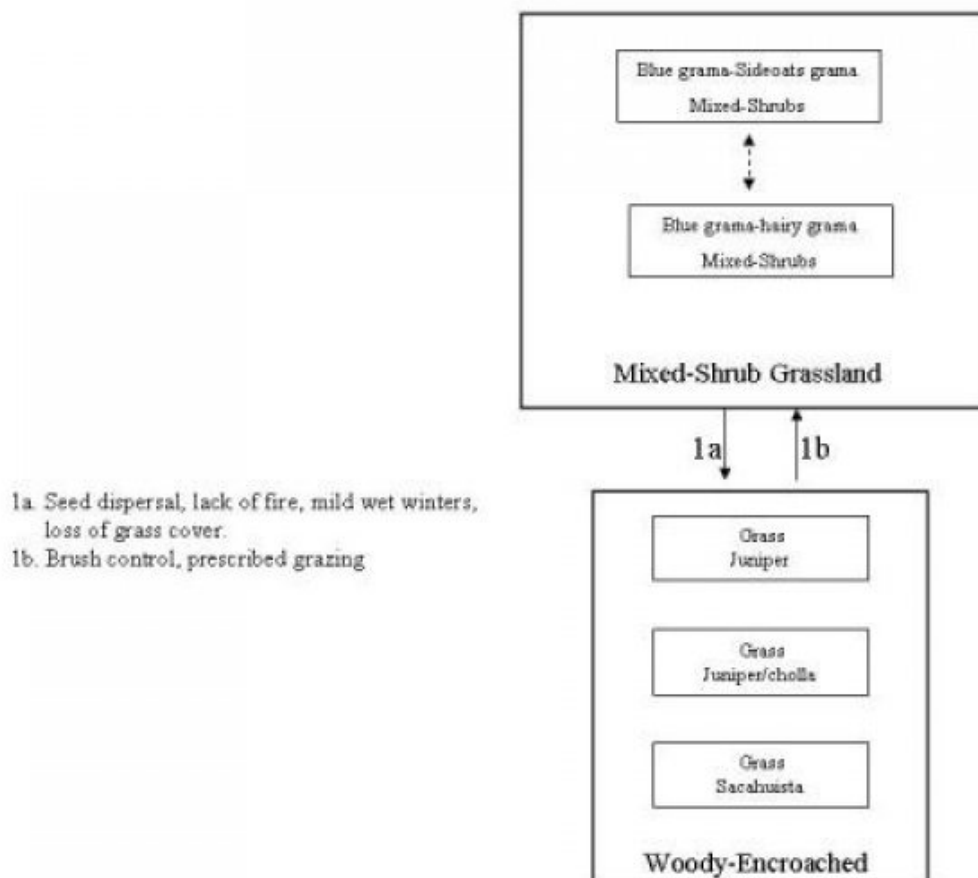 Blue grama-Sideoats grama
Mixed-Shrubs
Blue grama-hairy grama
Mixed-Shrubs
Mixed-Shrub Grassland
1a
1b
1a. Seed dispersal, lack of fire, mild wet winters,
loss of grass cover.
1b. Brush control, prescribed grazing
Grass
Juniper
Grass
Juniper/cholla
Grass
Sacahuista
Woody-Encroached